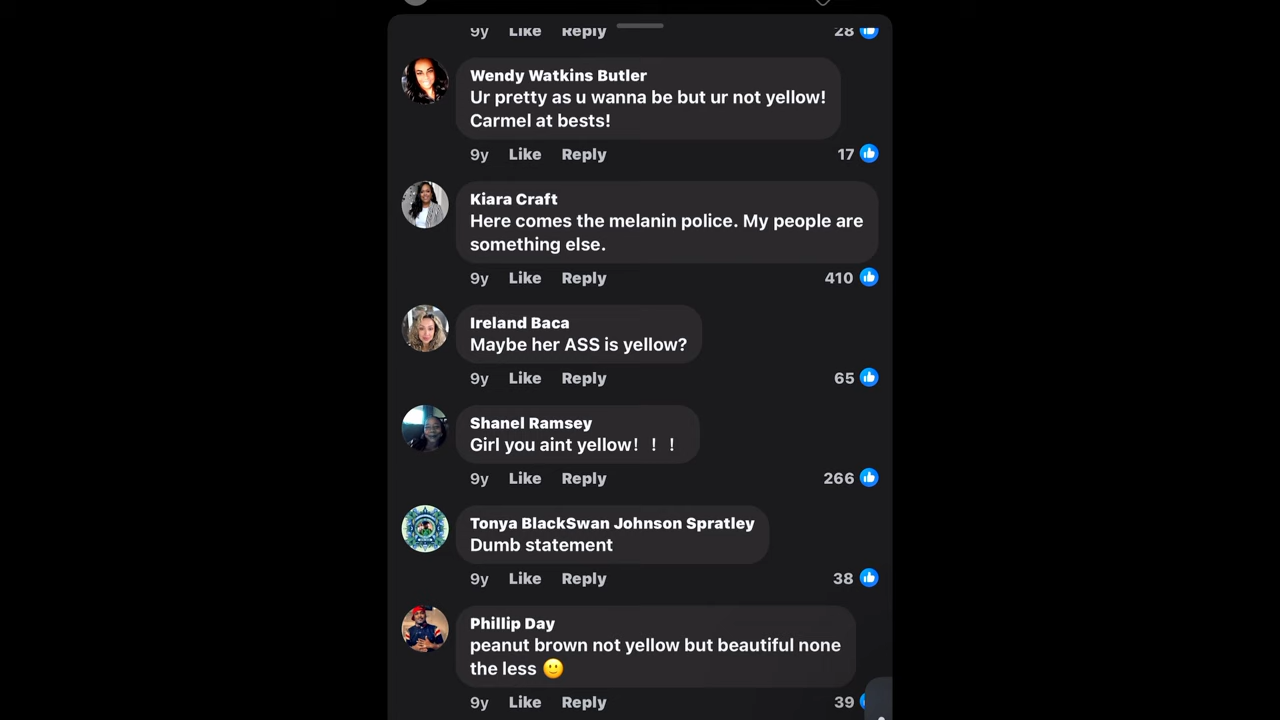 9y Like Reply 28
Wendy Watkins Butler
Ur pretty as u wanna be but ur not yellow!
Carmel at bests!
9y Like Reply 17
Kiara Craft
Here comes the melanin police. My people are
something else.
9y Like Reply 410
Ireland Baca
Maybe her ASS is yellow?
9y Like Reply 65
Shanel Ramsey
Girl you aint yellow! ! !
9y Like Reply 266
Tonya BlackSwan Johnson Spratley
Dumb statement
9y Like Reply 38
Phillip Day
peanut brown not yellow but beautiful none
the less 🙂
9y Like Reply 39